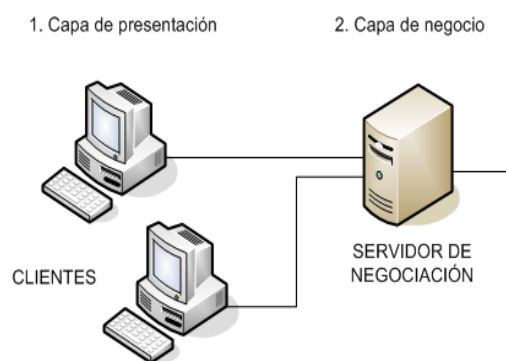 1. Capa de presentación
2. Capa de negocio
CLIENTES
SERVIDOR DE
NEGOCIACIÓN